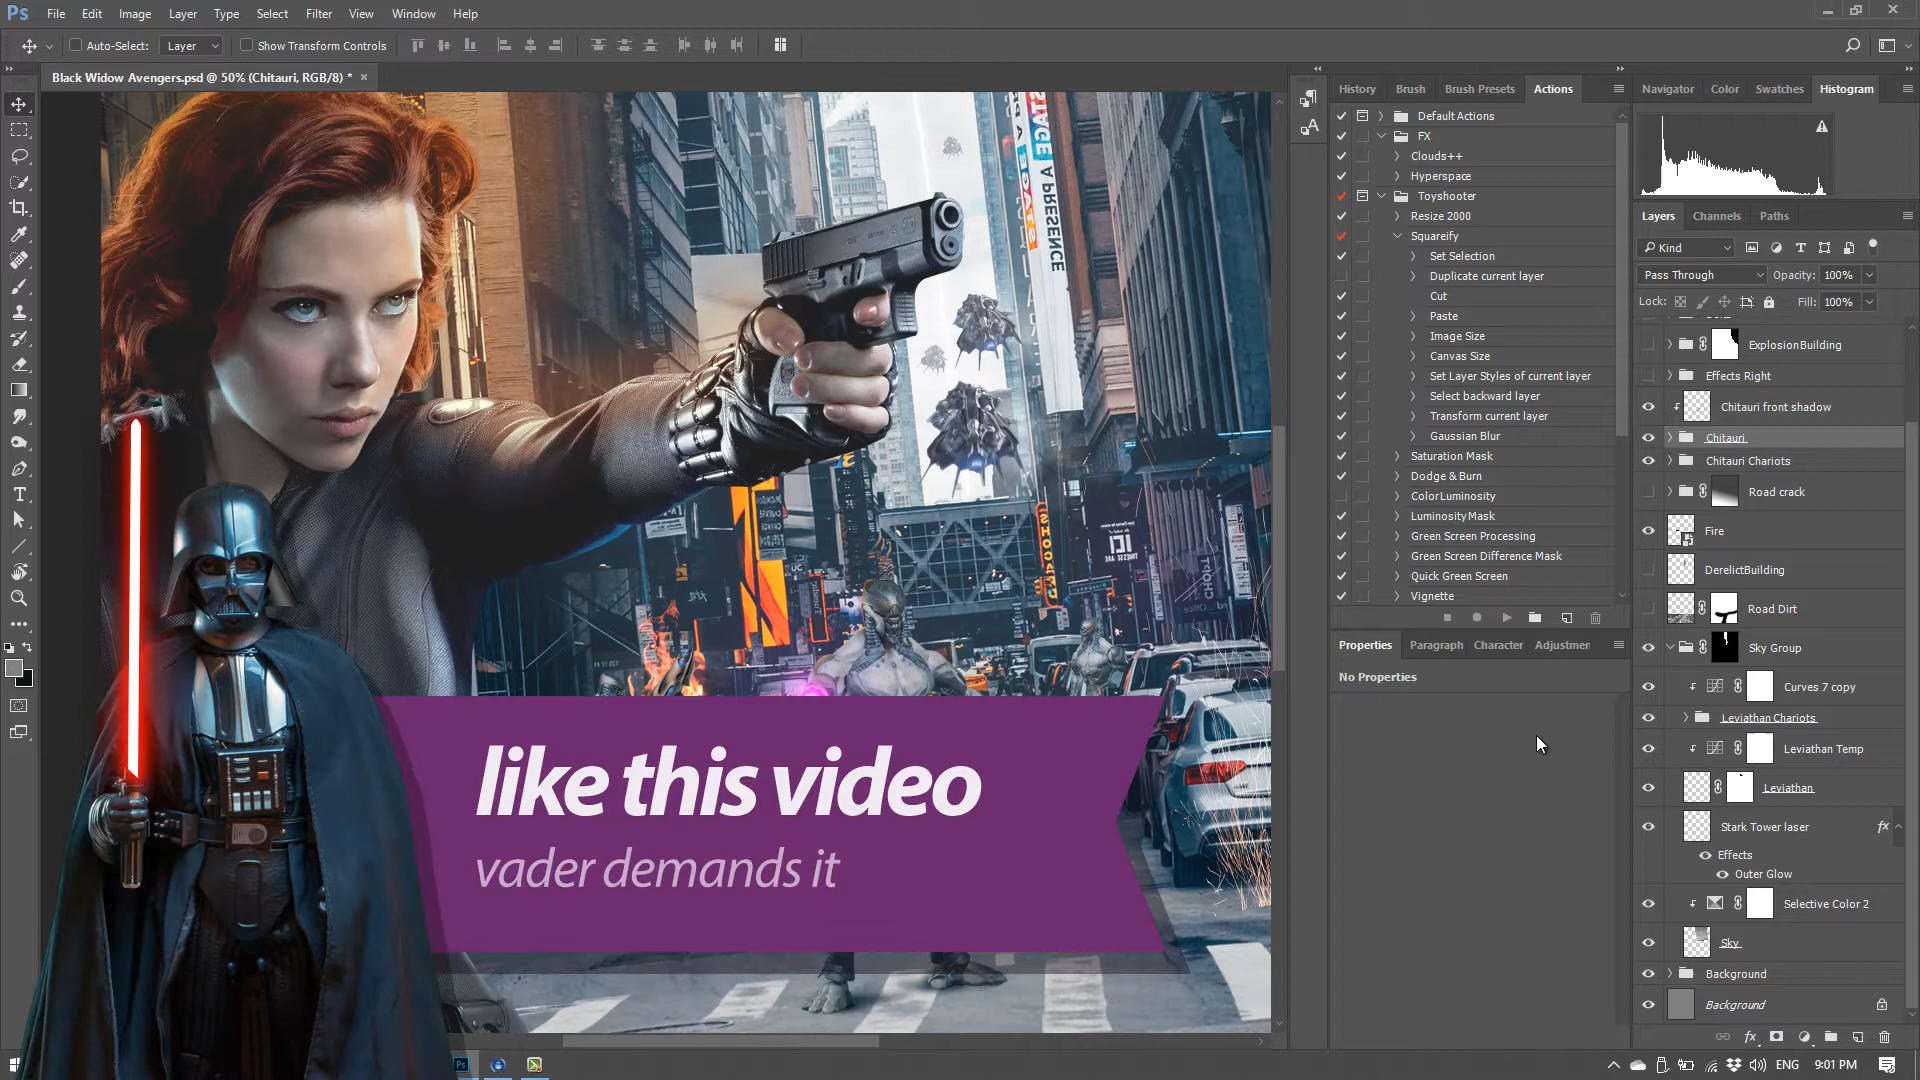 Ps File Edit Image Layer Type Select Filter View Window Help
Auto-Select: Layer Show Transform Controls
Black Widow Avengers.psd @ 50% (Chitauri, RGB/8) *
History Brush Brush Presets Actions
Default Actions
FX
Clouds++
Hyperspace
Toyshooter
Resize 2000
Squareify
Set Selection
Duplicate current layer
Cut
Paste
Image Size
Canvas Size
Set Layer Styles of current layer
Select backward layer
Transform current layer
Gaussian Blur
Saturation Mask
Dodge & Burn
ColorLuminosity
LuminosityMask
Green Screen Processing
Green Screen Difference Mask
Quick Green Screen
Vignette
Properties Paragraph Character Adjustmen
No Properties
Navigator Color Swatches Histogram
Layers Channels Paths
Kind
Pass Through Opacity: 100%
Lock: Fill: 100%
ExplosionBuilding
Effects Right
Chitauri front shadow
Chitauri
Chitauri Chariots
Road crack
Fire
DerelictBuilding
Road Dirt
Sky Group
Curves 7 copy
Leviathan Chariots
Leviathan Temp
Leviathan
Stark Tower laser fx
Effects
Outer Glow
Selective Color 2
Sky
Background
Background
fx
like this video
vader demands it
Ps
ENG 9:01 PM